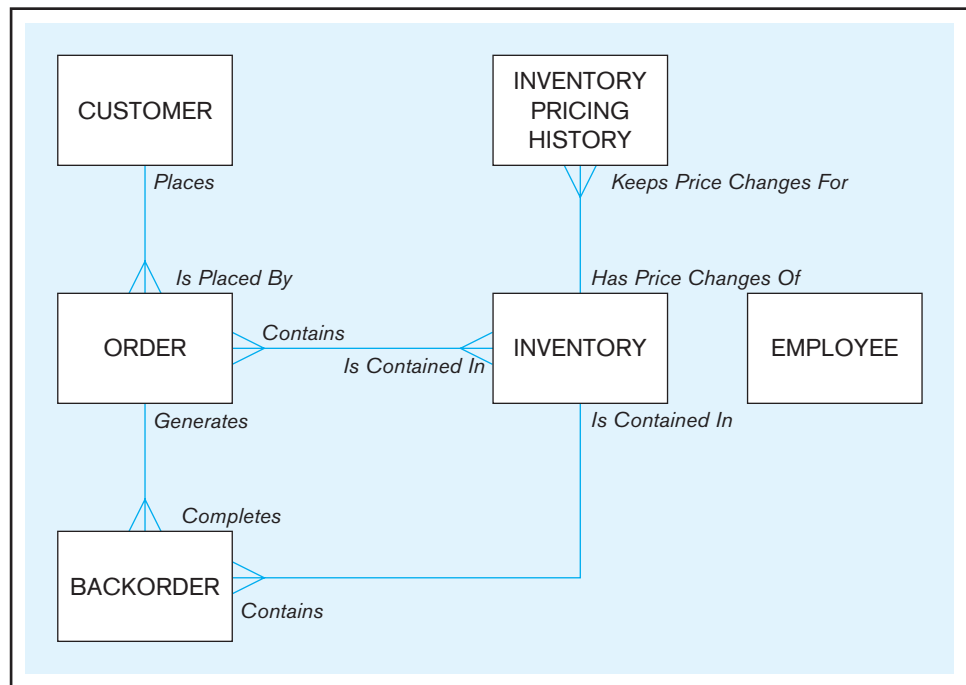 CUSTOMER
INVENTORY
PRICING
HISTORY
Places
Keeps Price Changes For
Is Placed By
Has Price Changes Of
ORDER
Contains
Is Contained In
INVENTORY
EMPLOYEE
Generates
Is Contained In
Completes
BACKORDER
Contains